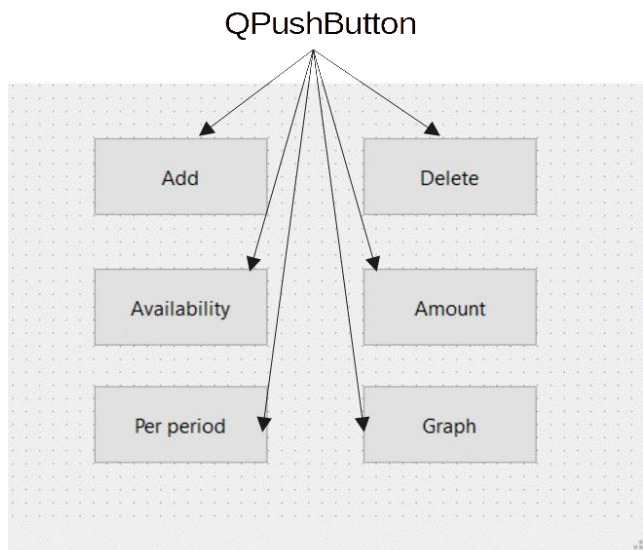 QPushButton
Add
Delete
Availability
Amount
Per period
Graph